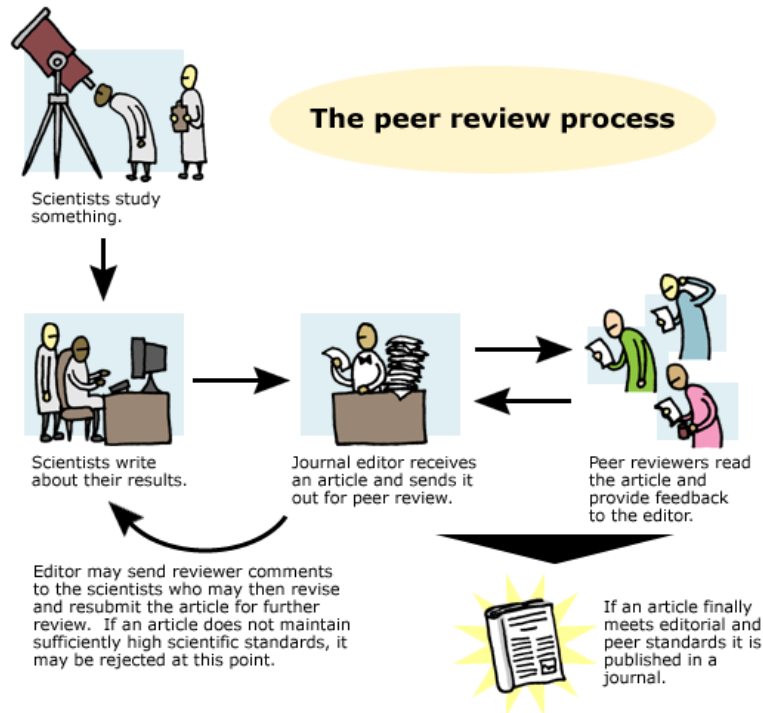 The peer review process
Scientists study
something.
Scientists write
about their results.
Journal editor receives
an article and sends it
out for peer review.
Peer reviewers read
the article and
provide feedback
to the editor.
Editor may send reviewer comments
to the scientists who may then revise
and resubmit the article for further
review.  If an article does not maintain
sufficiently high scientific standards, it
may be rejected at this point.
If an article finally
meets editorial and
peer standards it is
published in a
journal.